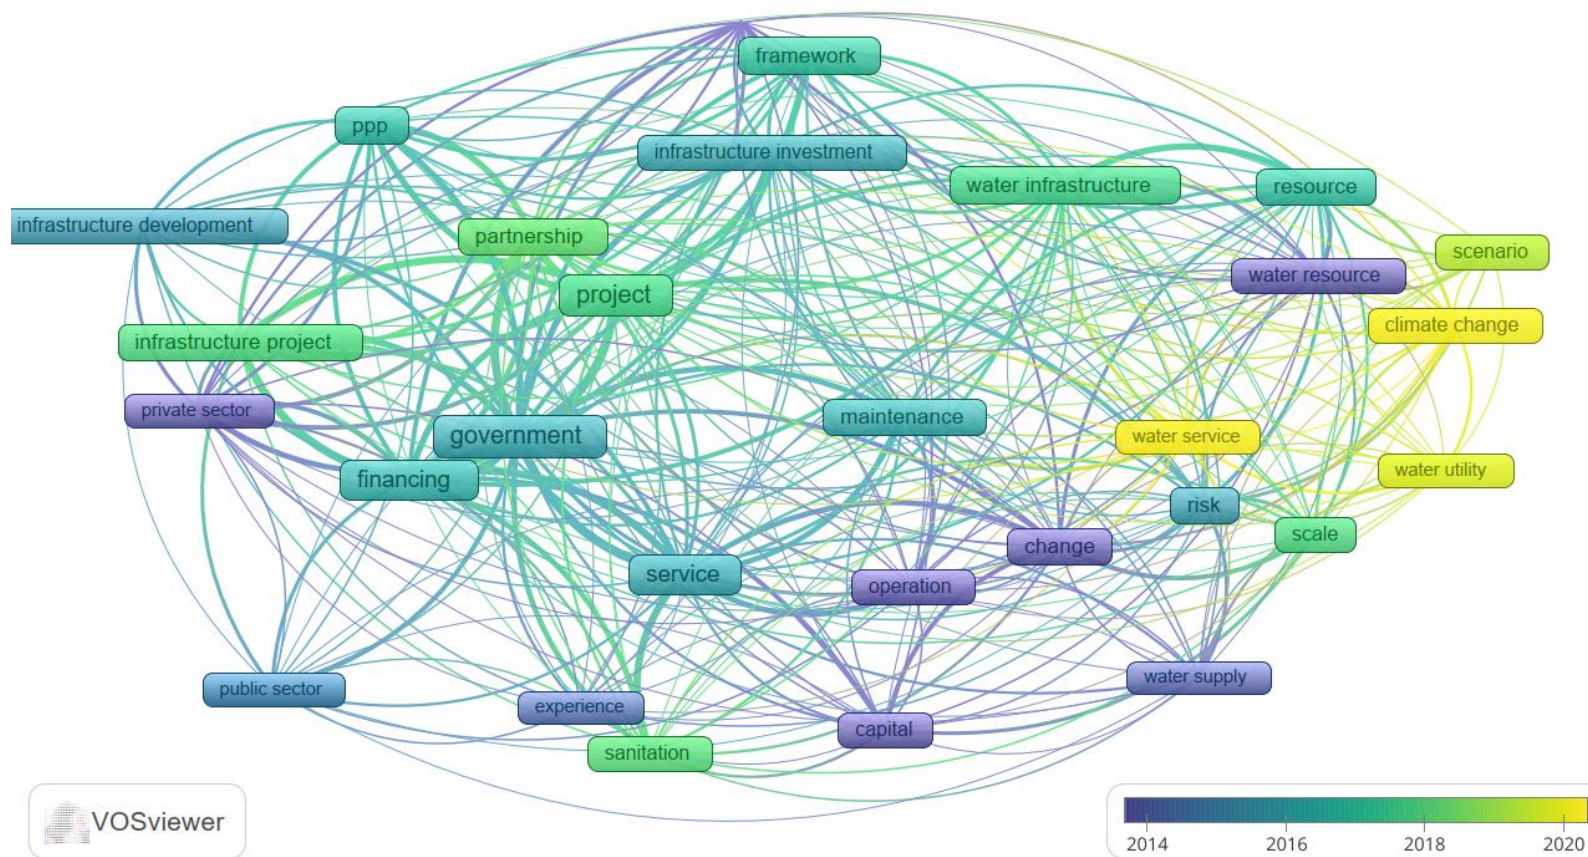 framework
ppp
infrastructure investment
water infrastructure
resource
infrastructure development
partnership
scenario
water resource
project
climate change
infrastructure project
private sector
maintenance
government
water service
water utility
financing
risk
scale
change
service
operation
water supply
public sector
experience
capital
sanitation
VOSviewer
2014 2016 2018 2020